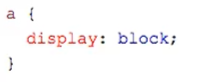 a {
  display: block;
}